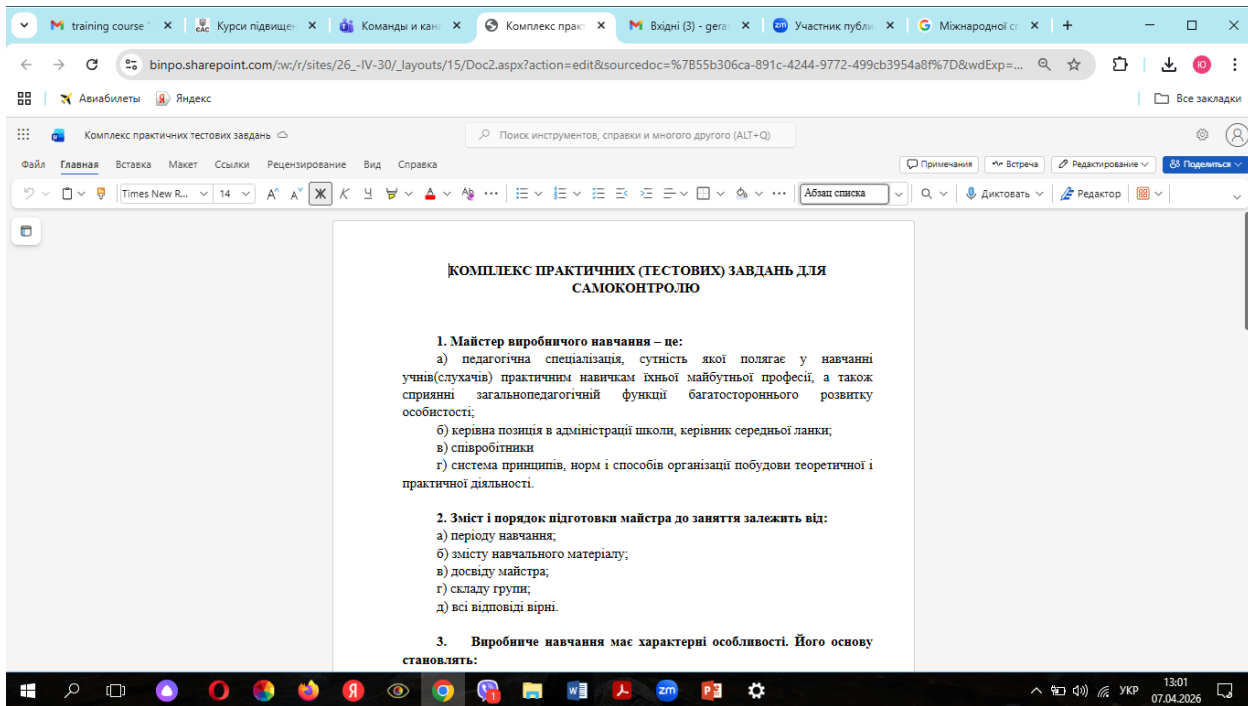 training course "
Курси підвищен
Команды и кана
Комплекс практ
Вхідні (3) - gera
Участник публи
Міжнародної сп
binpo.sharepoint.com/:w:/r/sites/26_-IV-30/_layouts/15/Doc2.aspx?action=edit&sourcedoc=%7B55b306ca-891c-4244-9772-499cb3954a8f%7D&wdExp=...
Авиабилеты
Яндекс
Все закладки
Комплекс практичних тестових завдань
Поиск инструментов, справки и многого другого (ALT+Q)
Файл Главная Вставка Макет Ссылки Рецензирование Вид Справка
Примечания Встреча Редактирование Поделиться
Times New R... 14 Ж К Ч Абзац списка Диктовать Редактор
КОМПЛЕКС ПРАКТИЧНИХ (ТЕСТОВИХ) ЗАВДАНЬ ДЛЯ
САМОКОНТРОЛЮ
1. Майстер виробничого навчання – це:
а) педагогічна спеціалізація, сутність якої полягає у навчанні
учнів(слухачів) практичним навичкам їхньої майбутньої професії, а також
сприянні загальнопедагогічній функції багатостороннього розвитку
особистості;
б) керівна позиція в адміністрації школи, керівник середньої ланки;
в) співробітники
г) система принципів, норм і способів організації побудови теоретичної і
практичної діяльності.
2. Зміст і порядок підготовки майстра до заняття залежить від:
а) періоду навчання;
б) змісту навчального матеріалу;
в) досвіду майстра;
г) складу групи;
д) всі відповіді вірні.
3. Виробниче навчання має характерні особливості. Його основу
становлять:
УКР
13:01
07.04.2026